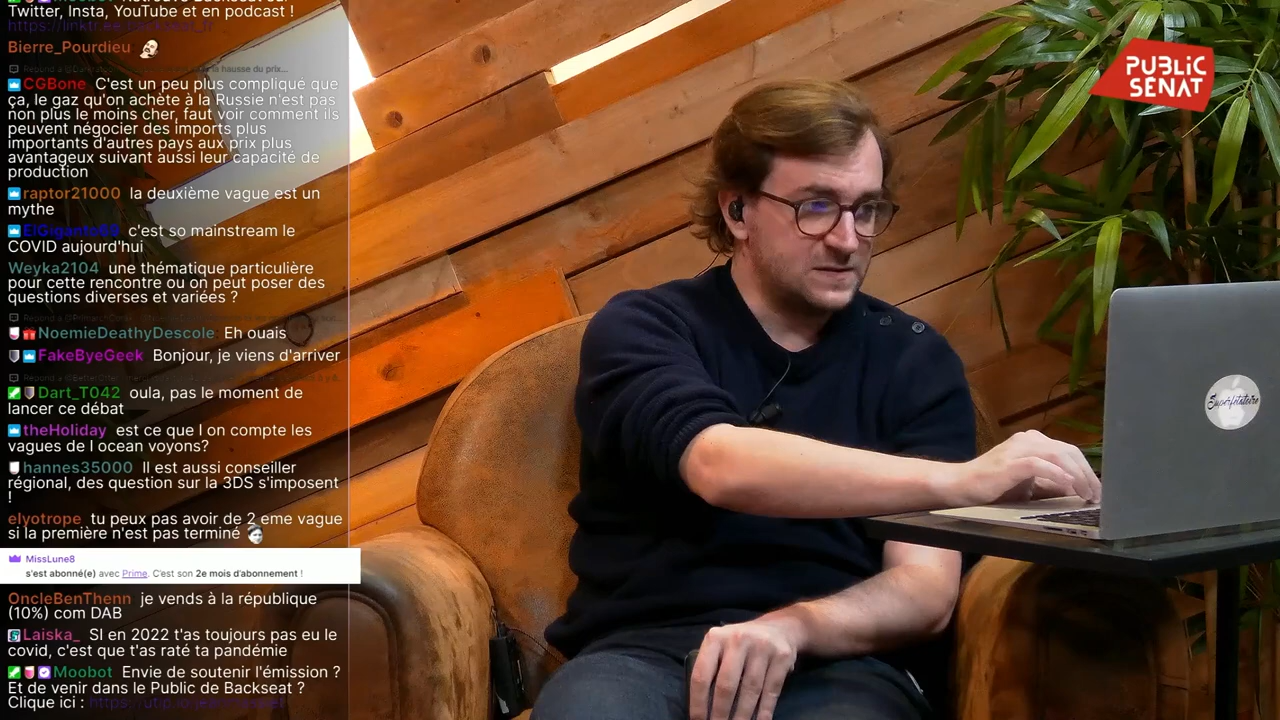 Twitter, Insta, YouTube et en podcast !
Bierre_Pourdieu
CGBone C'est un peu plus compliqué que
ça, le gaz qu'on achète à la Russie n'est pas
non plus le moins cher, faut voir comment ils
peuvent négocier des imports plus
importants d'autres pays aux prix plus
avantageux suivant aussi leur capacité de
production
raptor21000 la deuxième vague est un
mythe
c'est so mainstream le
COVID aujourd'hui
Weyka2104 une thématique particulière
pour cette rencontre ou on peut poser des
questions diverses et variées ?
NoemieDeathyDescole Eh ouais
FakeByeGeek Bonjour, je viens d'arriver
Dart_T042 oula, pas le moment de
lancer ce débat
theHoliday est ce que l on compte les
vagues de l ocean voyons?
hannes35000 Il est aussi conseiller
régional, des question sur la 3DS s'imposent
!
elyotrope tu peux pas avoir de 2 eme vague
si la première n'est pas terminé
MissLune8
s'est abonné(e) avec Prime. C'est son 2e mois d'abonnement !
OncleBenThenn je vends à la république
(10%) com DAB
Laiska_ SI en 2022 t'as toujours pas eu le
covid, c'est que t'as raté ta pandémie
Moobot Envie de soutenir l'émission ?
Et de venir dans le Public de Backseat ?
Clique ici :
PUBLIC
SÉNAT
Superfétatoire